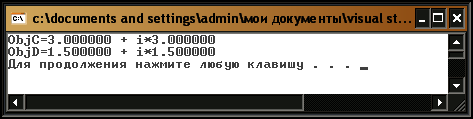 c:\documents and settings\admin\мои документы\visual st...
ObjC=3.000000 + i*3.000000
ObjD=1.500000 + i*1.500000
Для продолжения нажмите любую клавишу . . . _